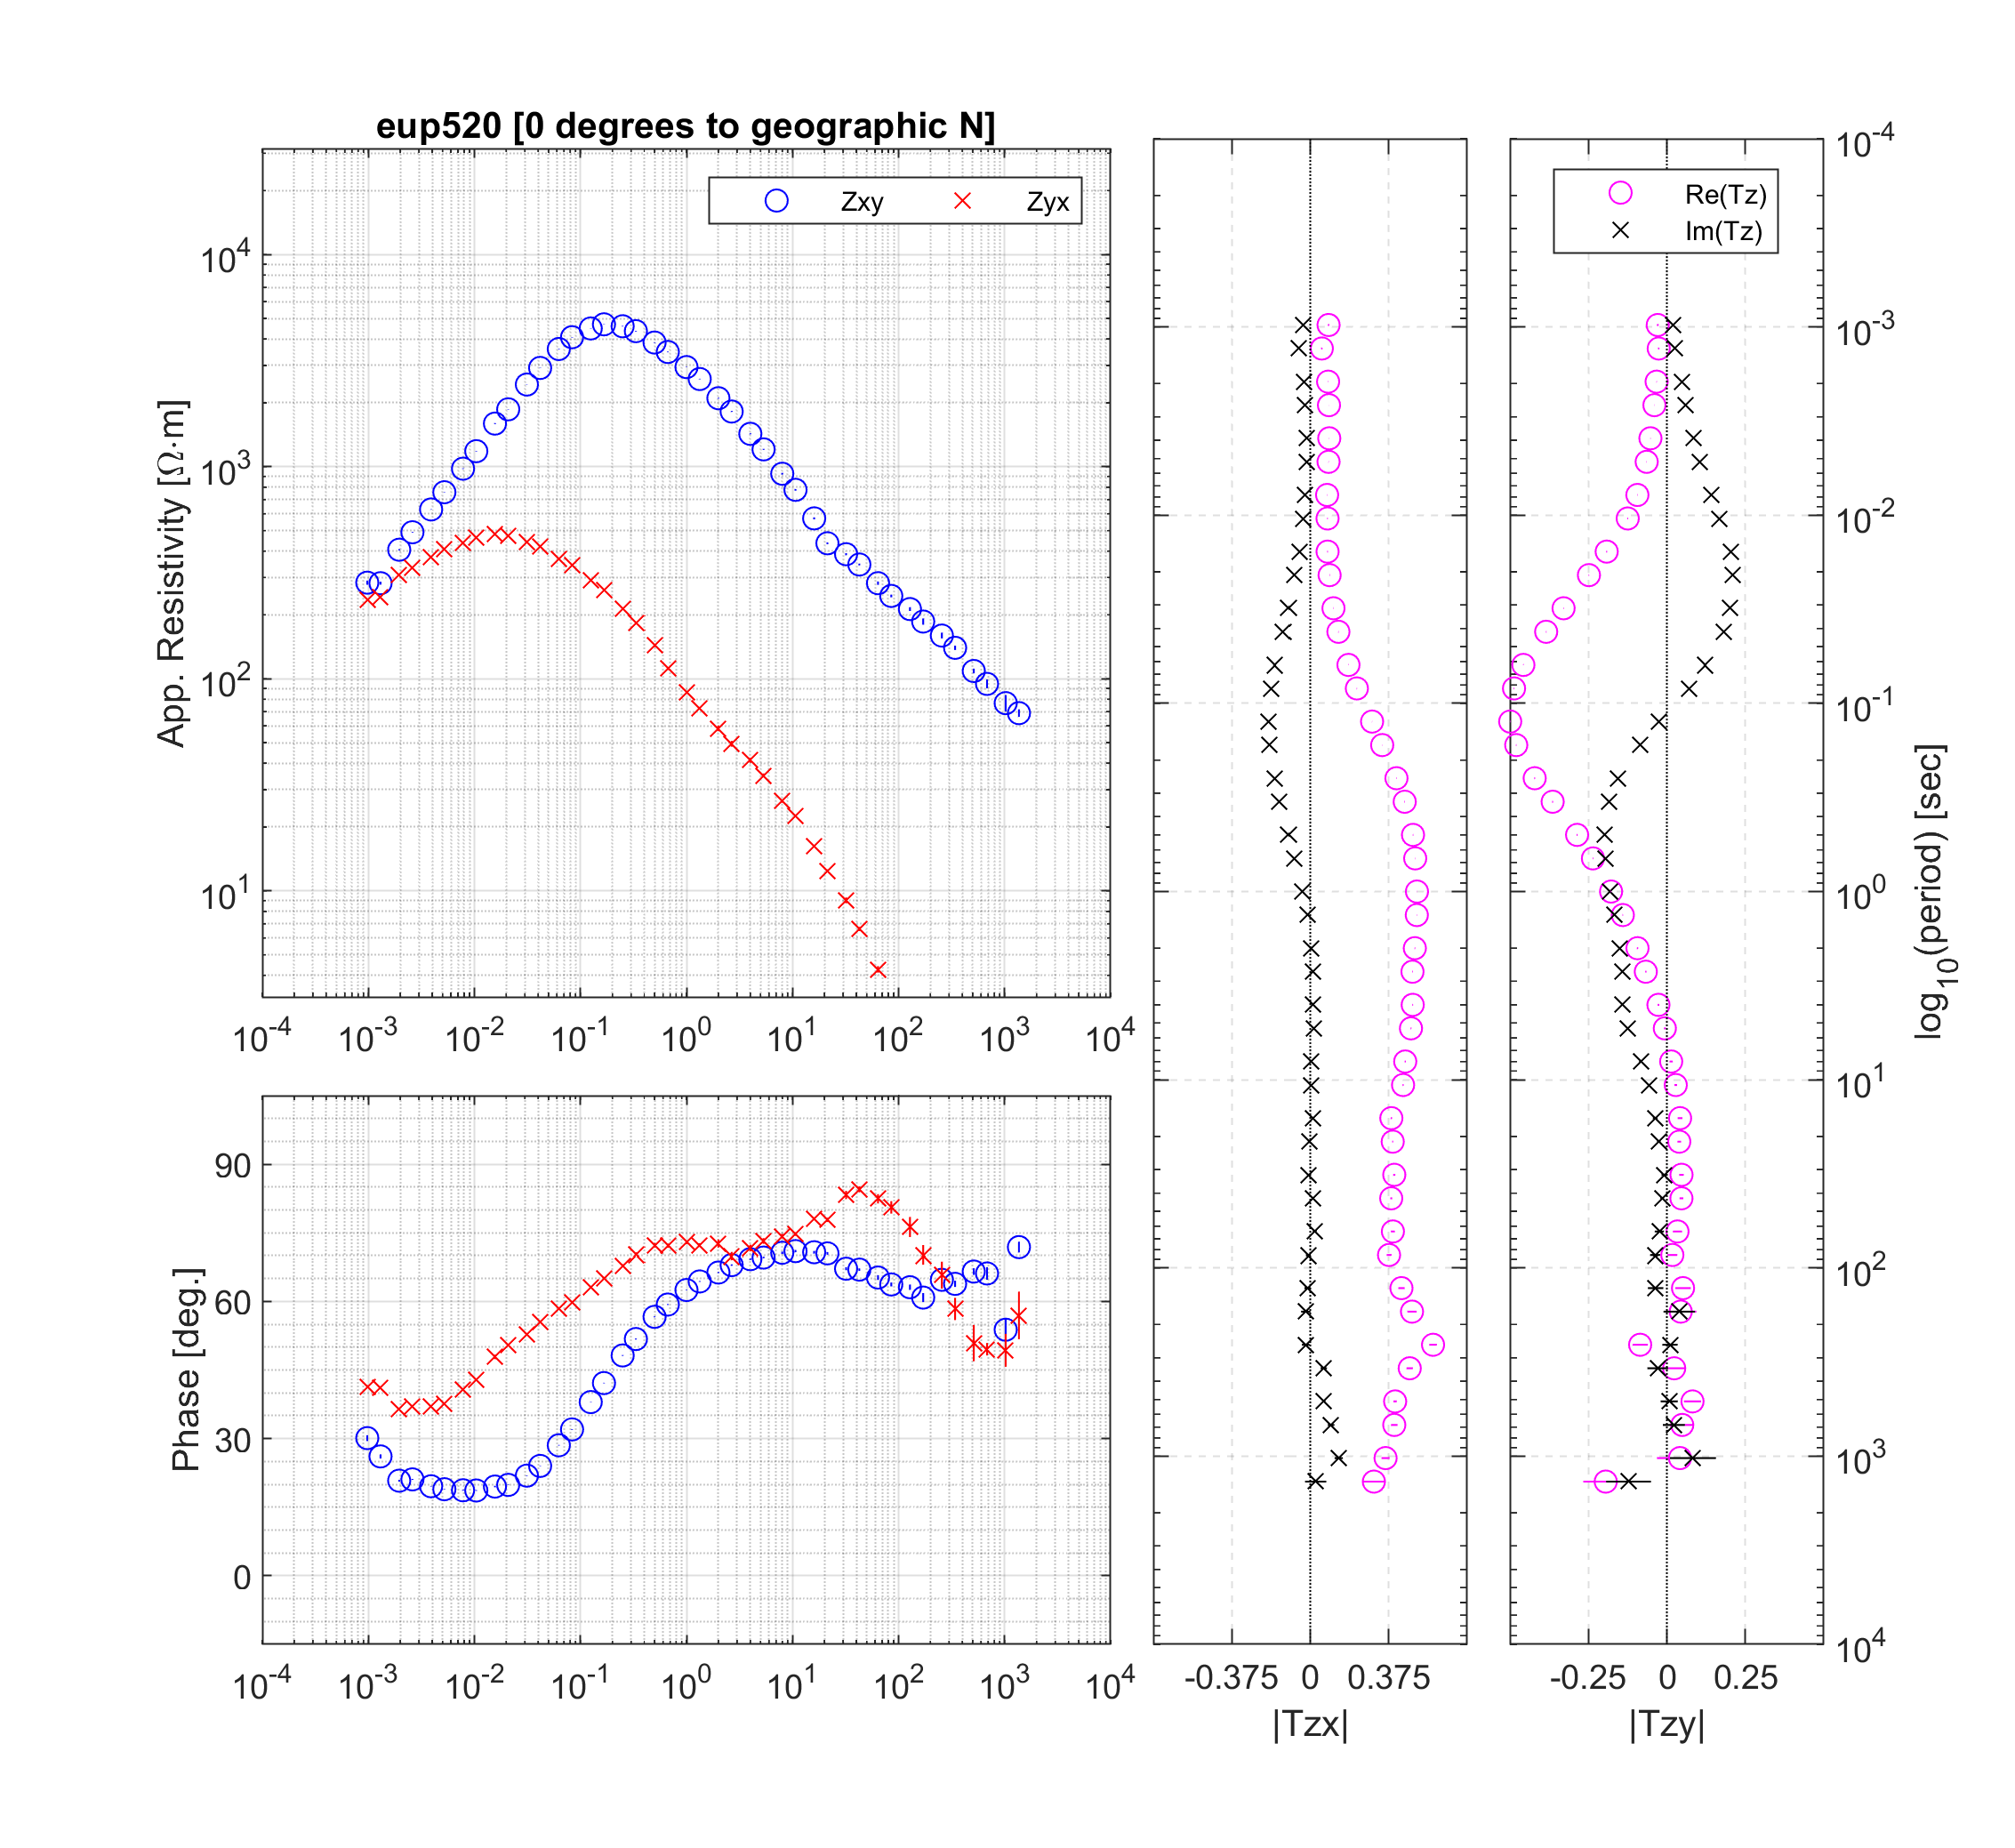 eup520 [0 degrees to geographic N]
Zxy Zyx
App. Resistivity [Ω·m]
10^4
10^3
10^2
10^1
10^-4 10^-3 10^-2 10^-1 10^0 10^1 10^2 10^3 10^4
Phase [deg.]
90
60
30
0
10^-4 10^-3 10^-2 10^-1 10^0 10^1 10^2 10^3 10^4
-0.375 0 0.375
|Tzx|
Re(Tz)
Im(Tz)
-0.25 0 0.25
|Tzy|
10^-4
10^-3
10^-2
10^-1
10^0
10^1
10^2
10^3
10^4
log_10(period) [sec]